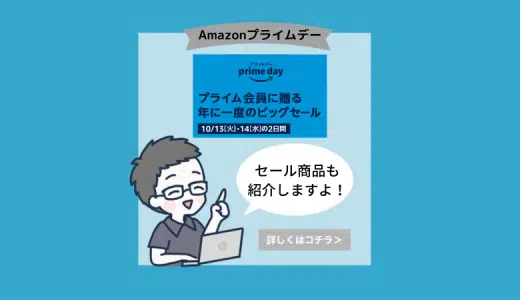 Amazonプライムデー
プライムデー
prime day
プライム会員に贈る
年に一度のビッグセール
10/13[火]・14[水]の2日間
セール商品も
紹介しますよ！
詳しくはコチラ＞